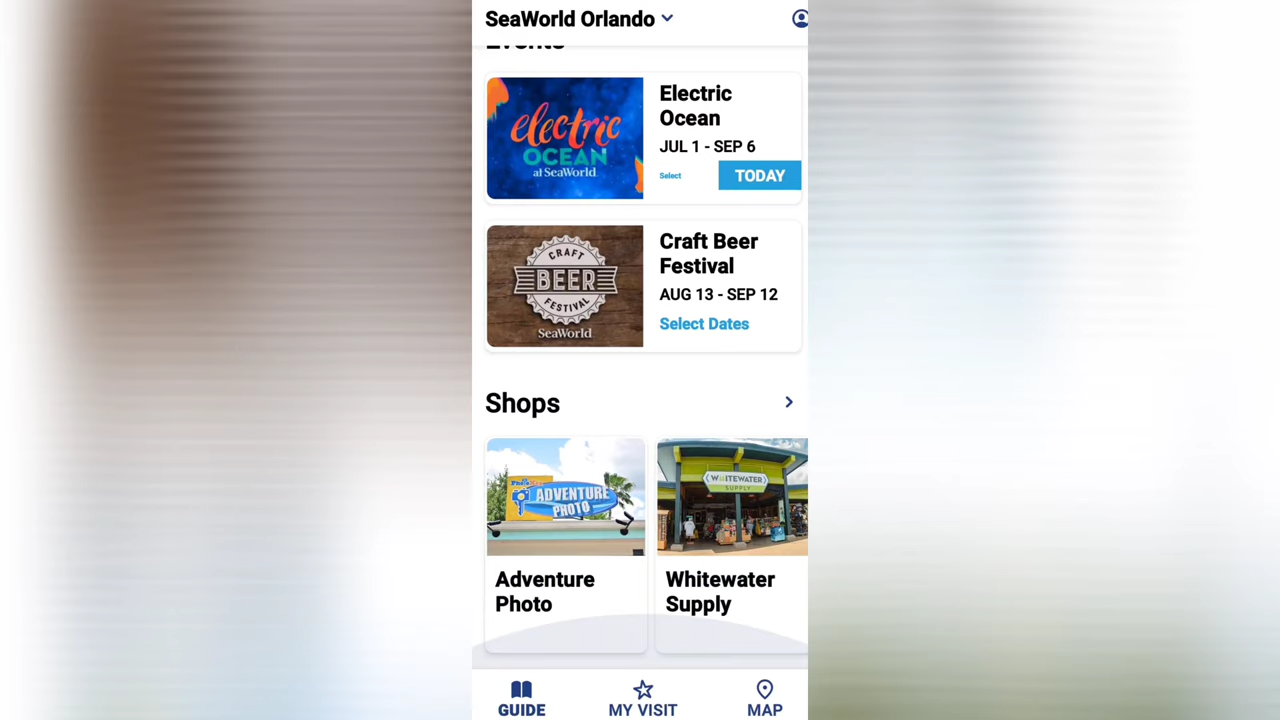 SeaWorld Orlando
Events
electric
OCEAN
at SeaWorld
Electric
Ocean
JUL 1 - SEP 6
Select
TODAY
CRAFT
BEER
FESTIVAL
SeaWorld
Craft Beer
Festival
AUG 13 - SEP 12
Select Dates
Shops
ADVENTURE
PHOTO
WHITEWATER
SUPPLY
Adventure
Photo
Whitewater
Supply
GUIDE
MY VISIT
MAP